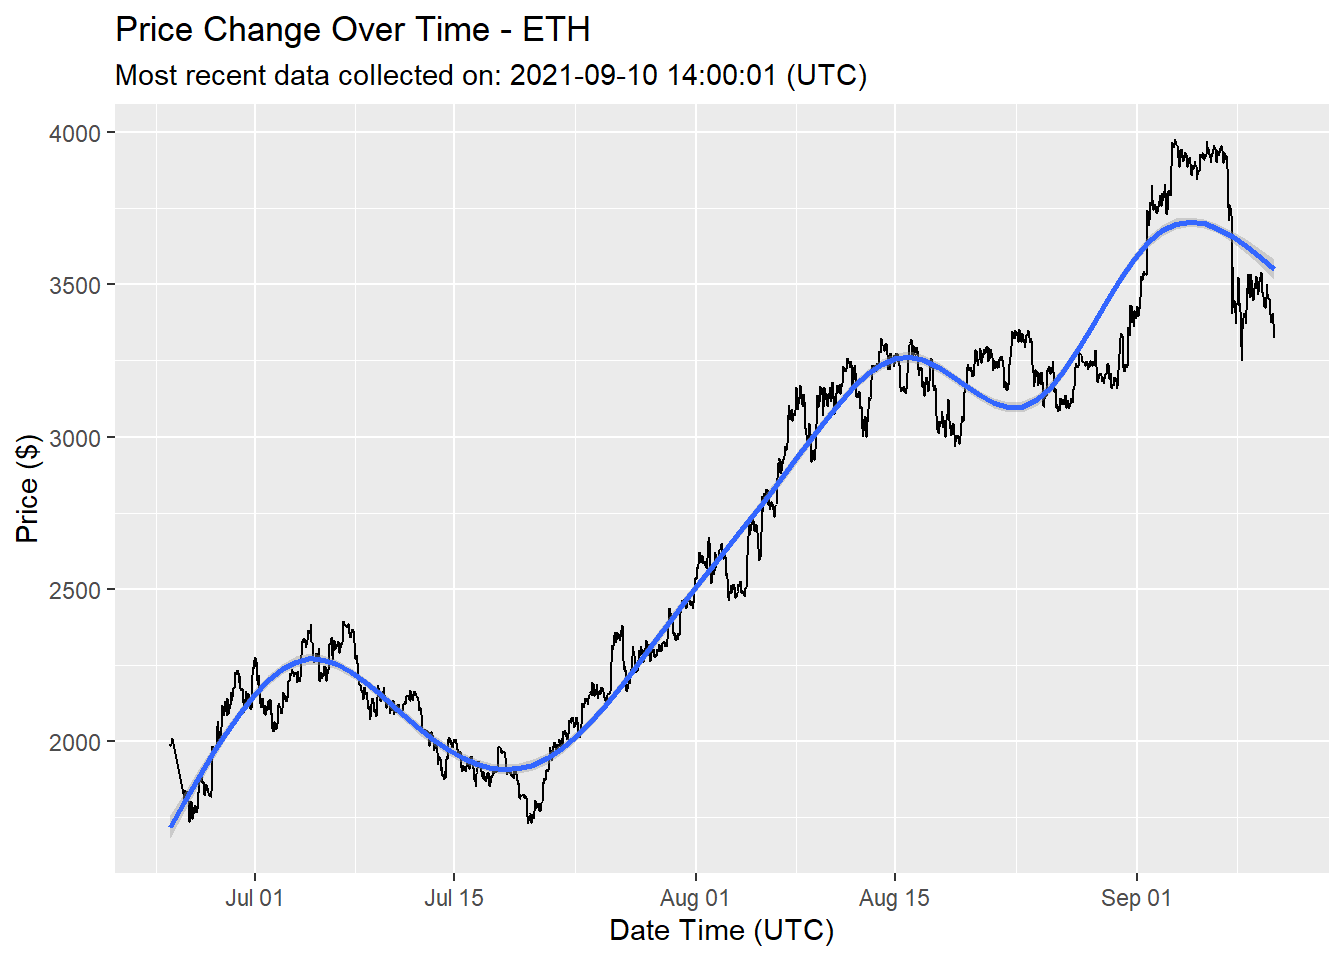 Price Change Over Time - ETH
Most recent data collected on: 2021-09-10 14:00:01 (UTC)
4000
3500
3000
2500
2000
Price ($)
Jul 01 Jul 15 Aug 01 Aug 15 Sep 01
Date Time (UTC)